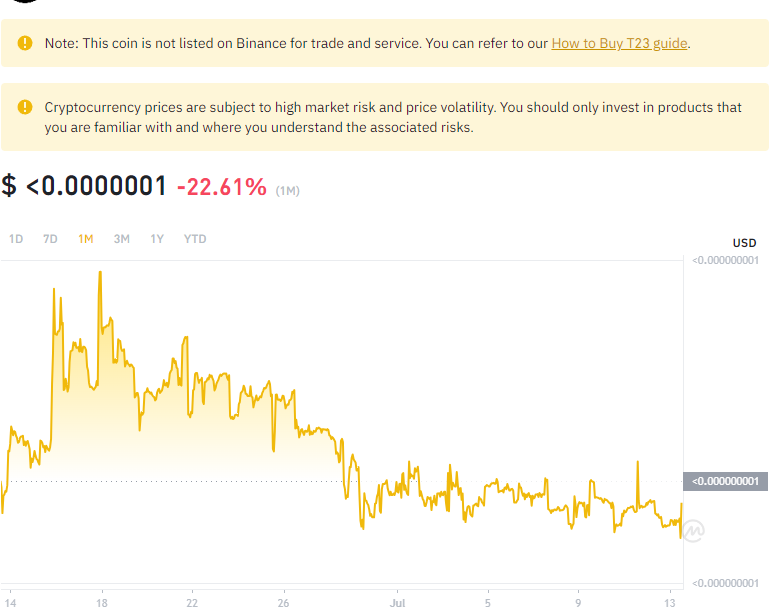 Note: This coin is not listed on Binance for trade and service. You can refer to our How to Buy T23 guide.
Cryptocurrency prices are subject to high market risk and price volatility. You should only invest in products that
you are familiar with and where you understand the associated risks.
$ <0.0000001 -22.61% (1M)
1D 7D 1M 3M 1Y YTD
USD
<0.000000001
<0.000000001
<0.000000001
14 18 22 26 Jul 5 9 13